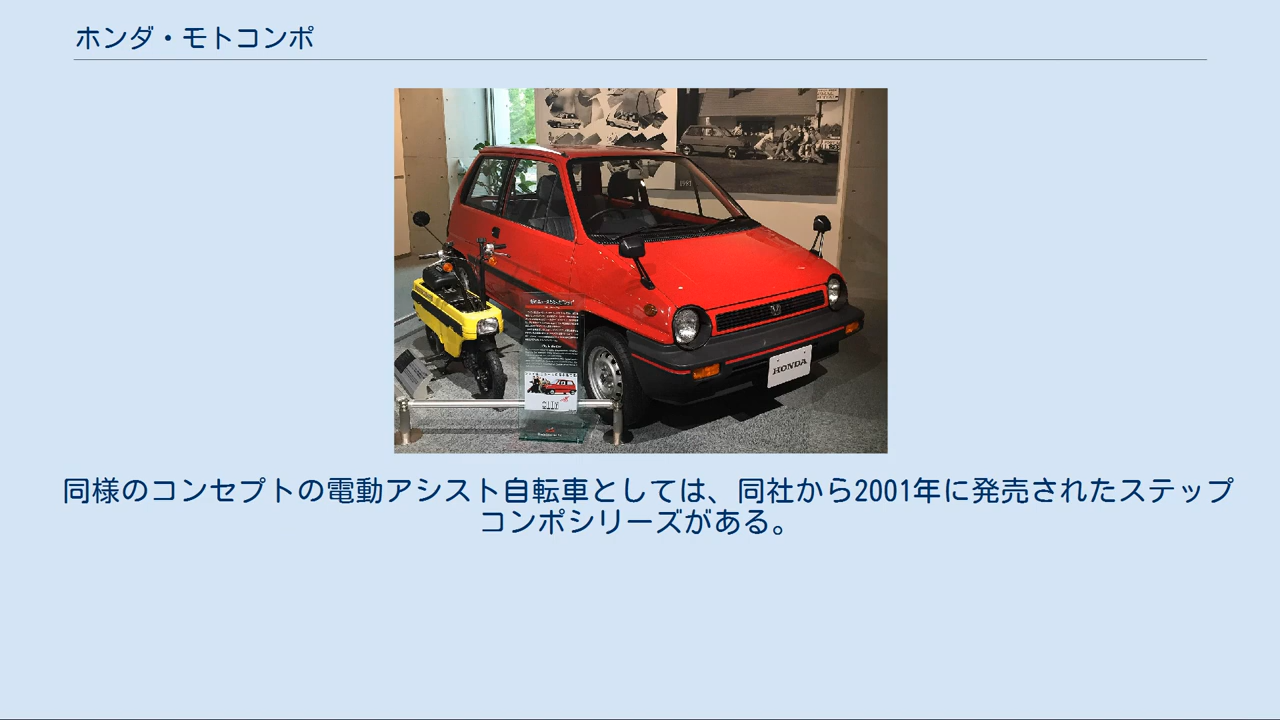 ホンダ・モトコンポ
1981
HONDA
CITY
同様のコンセプトの電動アシスト自転車としては、同社から2001年に発売されたステップ
コンポシリーズがある。